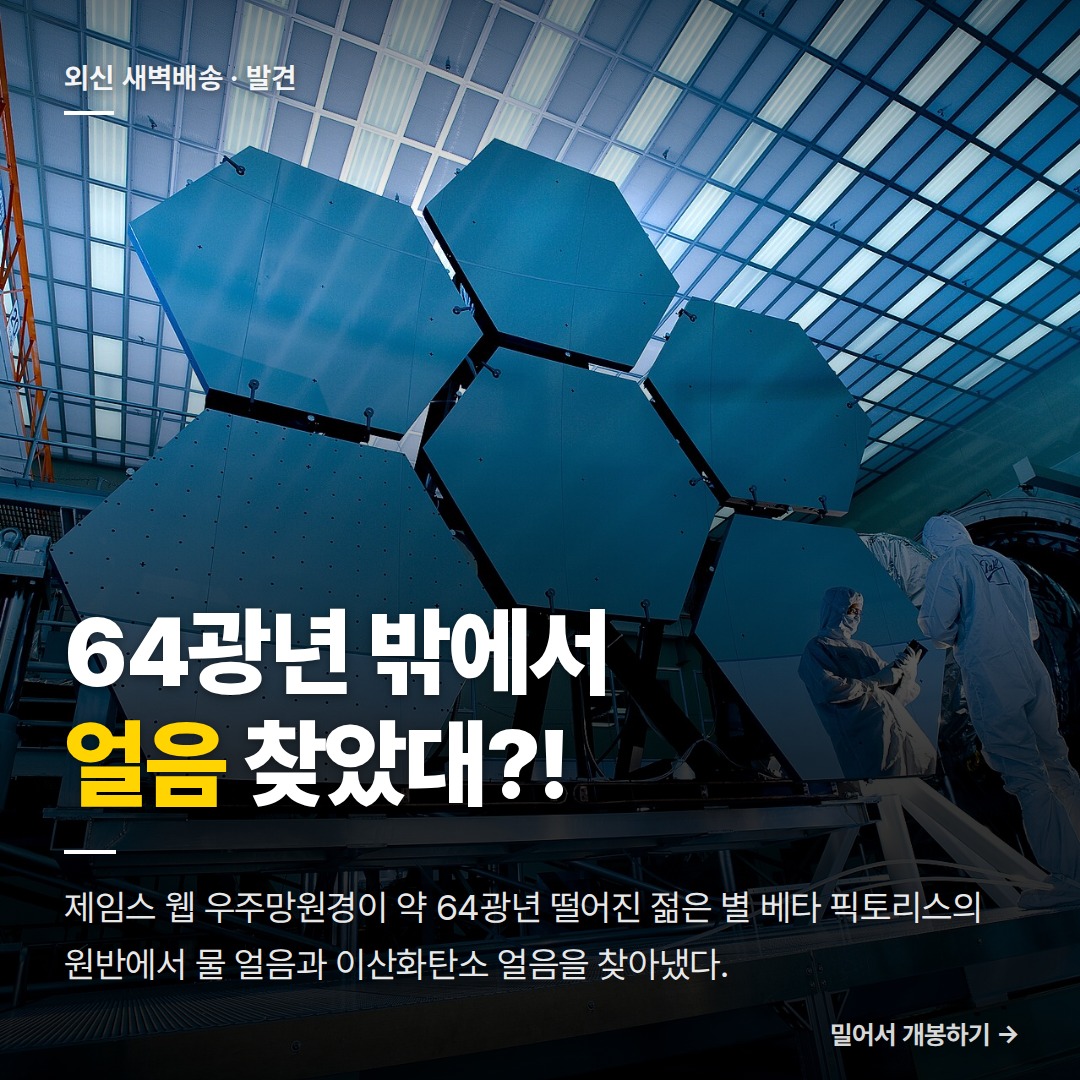 외신 새벽배송 · 발견
64광년 밖에서
얼음 찾았대?!
제임스 웹 우주망원경이 약 64광년 떨어진 젊은 별 베타 픽토리스의
원반에서 물 얼음과 이산화탄소 얼음을 찾아냈다.
밀어서 개봉하기 →